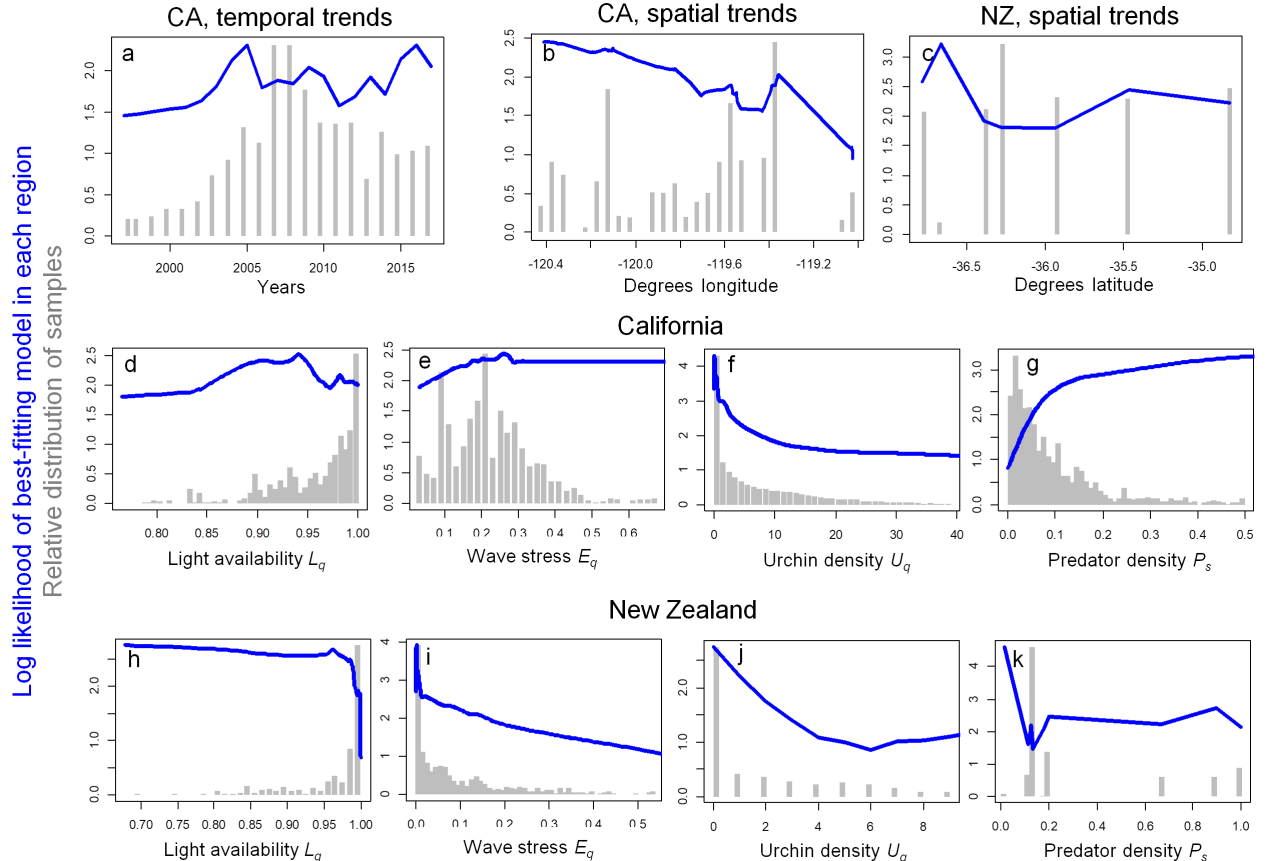 CA, temporal trends
CA, spatial trends
NZ, spatial trends
Log likelihood of best-fitting model in each region
Relative distribution of samples
a
0.0 0.5 1.0 1.5 2.0
2000 2005 2010 2015
Years
b
0.0 0.5 1.0 1.5 2.0 2.5
-120.4 -120.0 -119.6 -119.2
Degrees longitude
c
0.0 0.5 1.0 1.5 2.0 2.5 3.0
-36.5 -36.0 -35.5 -35.0
Degrees latitude
California
d
0.0 0.5 1.0 1.5 2.0 2.5
0.80 0.85 0.90 0.95 1.00
Light availability Lq
e
0.0 0.5 1.0 1.5 2.0 2.5
0.1 0.2 0.3 0.4 0.5 0.6
Wave stress Eq
f
0 1 2 3 4
0 10 20 30 40
Urchin density Uq
g
0.0 1.0 2.0 3.0
0.0 0.1 0.2 0.3 0.4 0.5
Predator density Ps
New Zealand
h
0.0 1.0 2.0
0.70 0.75 0.80 0.85 0.90 0.95 1.00
Light availability Lq
i
0 1 2 3 4
0.0 0.1 0.2 0.3 0.4 0.5
Wave stress Eq
j
0.0 1.0 2.0
0 2 4 6 8
Urchin density Uq
k
0 1 2 3 4
0.0 0.2 0.4 0.6 0.8 1.0
Predator density Ps